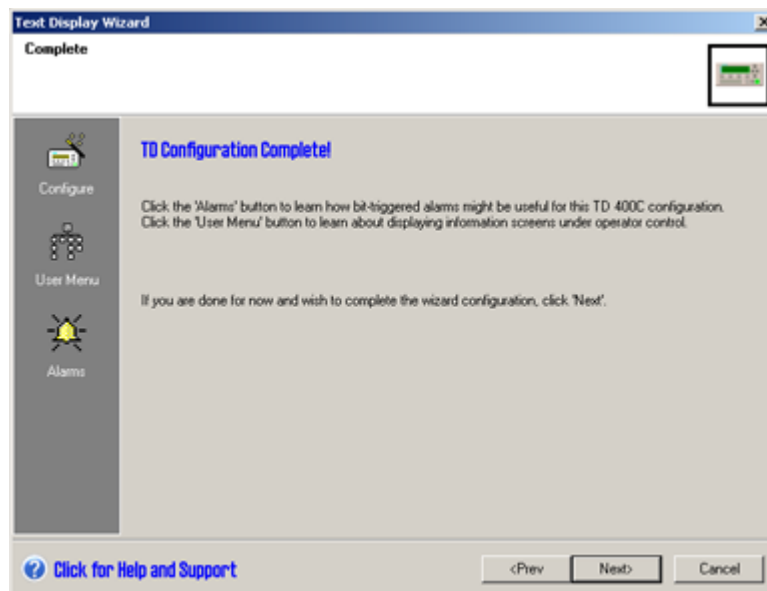 Text Display Wizard
Complete
Configure
User Menu
Alarms
TD Configuration Complete!
Click the 'Alarms' button to learn how bit-triggered alarms might be useful for this TD 400C configuration.
Click the 'User Menu' button to learn about displaying information screens under operator control.
If you are done for now and wish to complete the wizard configuration, click 'Next'.
Click for Help and Support
<Prev
Next>
Cancel